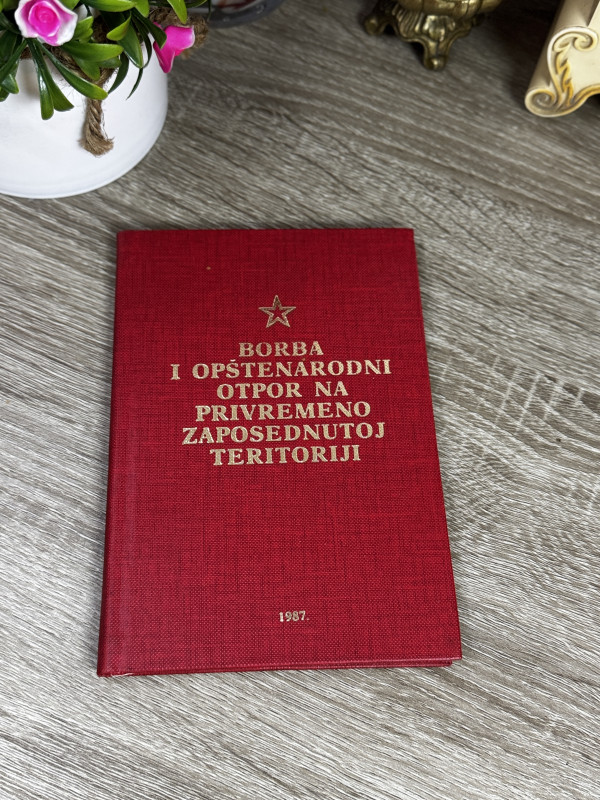 BORBA
I OPŠTENARODNI
OTPOR NA
PRIVREMENO
ZAPOSEDNUTOJ
TERITORIJI
1987.